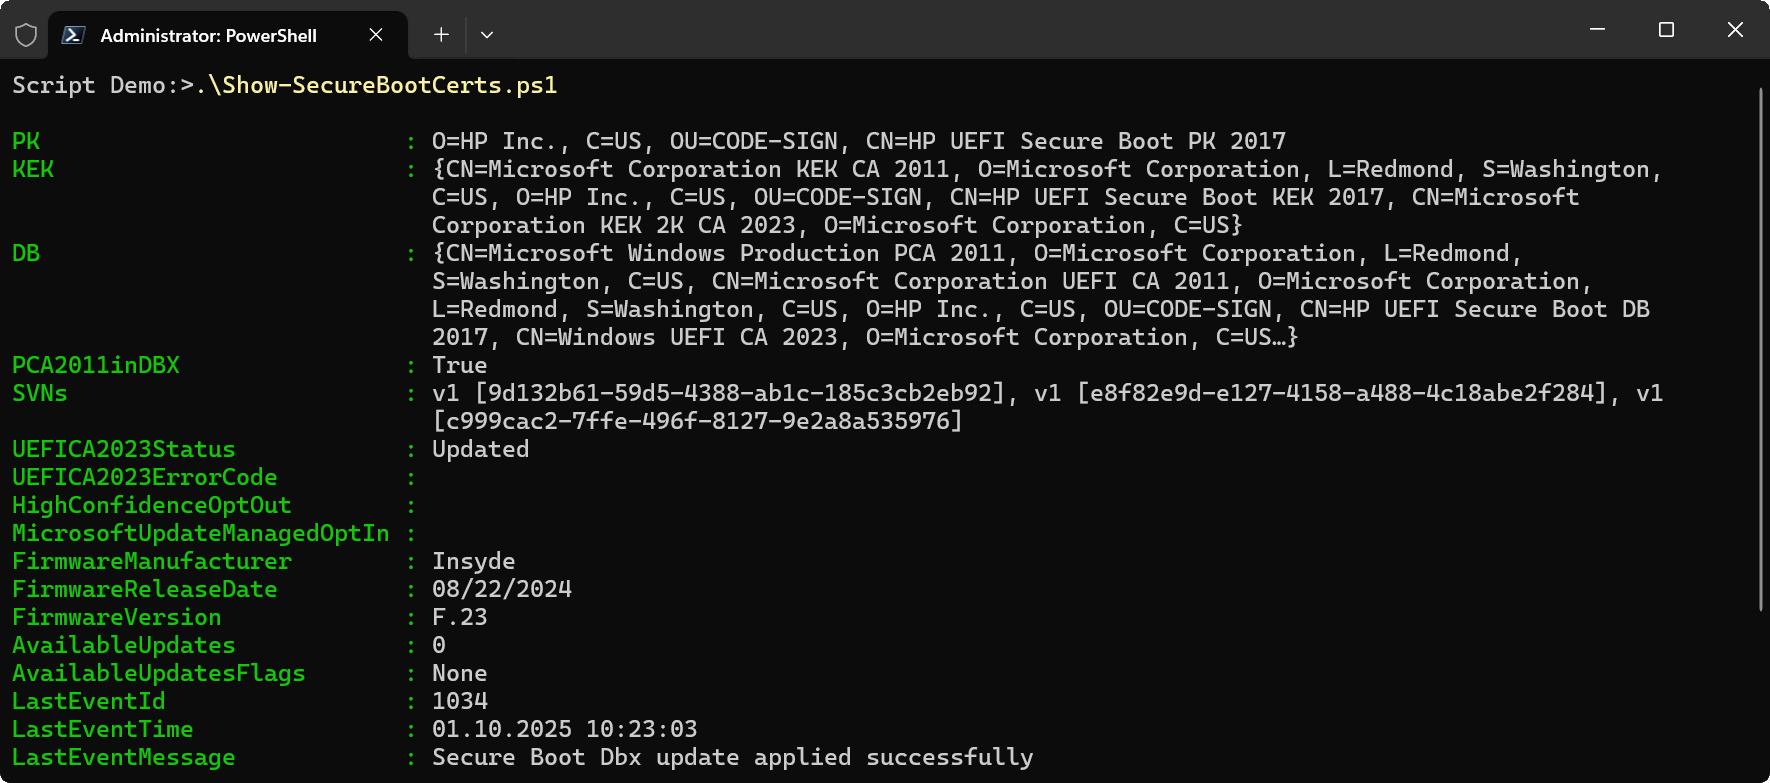 Administrator: PowerShell
Script Demo:>.\Show-SecureBootCerts.ps1
PK : O=HP Inc., C=US, OU=CODE-SIGN, CN=HP UEFI Secure Boot PK 2017
KEK : {CN=Microsoft Corporation KEK CA 2011, O=Microsoft Corporation, L=Redmond, S=Washington,
C=US, O=HP Inc., C=US, OU=CODE-SIGN, CN=HP UEFI Secure Boot KEK 2017, CN=Microsoft
Corporation KEK 2K CA 2023, O=Microsoft Corporation, C=US}
DB : {CN=Microsoft Windows Production PCA 2011, O=Microsoft Corporation, L=Redmond,
S=Washington, C=US, CN=Microsoft Corporation UEFI CA 2011, O=Microsoft Corporation,
L=Redmond, S=Washington, C=US, O=HP Inc., C=US, OU=CODE-SIGN, CN=HP UEFI Secure Boot DB
2017, CN=Windows UEFI CA 2023, O=Microsoft Corporation, C=US…}
PCA2011inDBX : True
SVNs : v1 [9d132b61-59d5-4388-ab1c-185c3cb2eb92], v1 [e8f82e9d-e127-4158-a488-4c18abe2f284], v1
[c999cac2-7ffe-496f-8127-9e2a8a535976]
UEFICA2023Status : Updated
UEFICA2023ErrorCode :
HighConfidenceOptOut :
MicrosoftUpdateManagedOptIn :
FirmwareManufacturer : Insyde
FirmwareReleaseDate : 08/22/2024
FirmwareVersion : F.23
AvailableUpdates : 0
AvailableUpdatesFlags : None
LastEventId : 1034
LastEventTime : 01.10.2025 10:23:03
LastEventMessage : Secure Boot Dbx update applied successfully